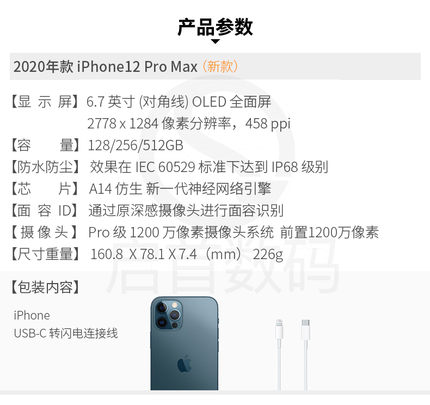 产品参数
2020年款 iPhone12 Pro Max（新款）
【显 示 屏】6.7 英寸 (对角线) OLED 全面屏
2778 x 1284 像素分辨率，458 ppi
【容 量】128/256/512GB
【防水防尘】 效果在 IEC 60529 标准下达到 IP68 级别
【芯 片】 A14 仿生 新一代神经网络引擎
【面 容 ID】 通过原深感摄像头进行面容识别
【 摄 像 头 】 Pro 级 1200 万像素摄像头系统 前置1200万像素
【尺寸重量】 160.8 X 78.1 X 7.4（mm） 226g
启音数码
【包装内容】
iPhone
USB-C 转闪电连接线